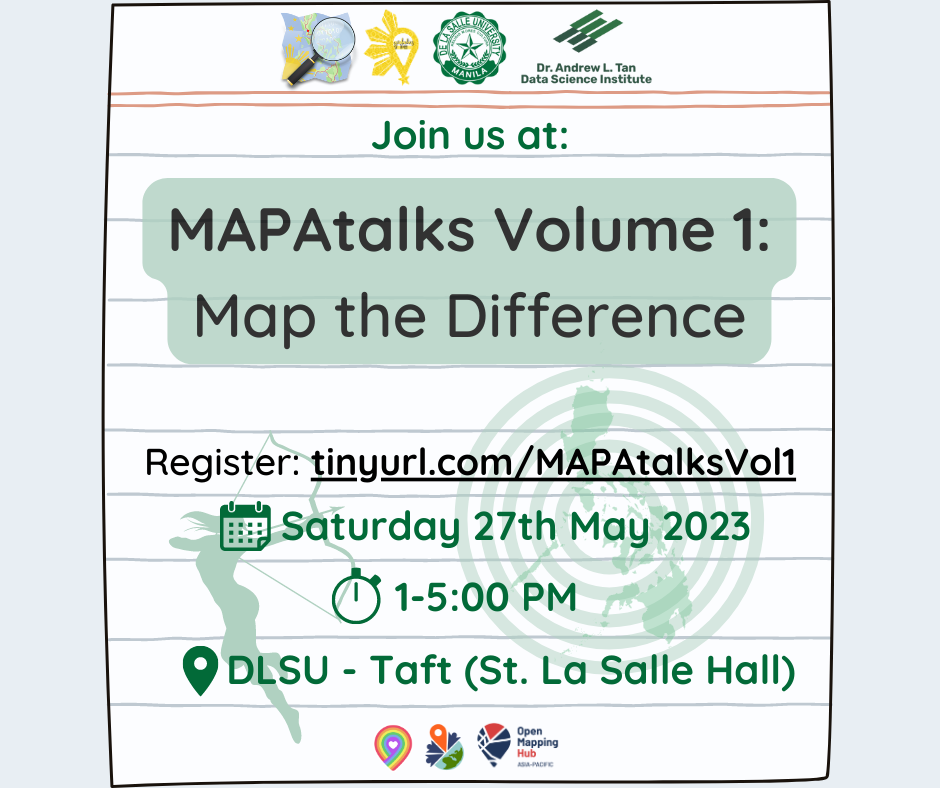 DE LA SALLE UNIVERSITY
MANILA
Dr. Andrew L. Tan
Data Science Institute
Join us at:
MAPAtalks Volume 1:
Map the Difference
Register: tinyurl.com/MAPAtalksVol1
Saturday 27th May 2023
1-5:00 PM
DLSU - Taft (St. La Salle Hall)
Open
Mapping
Hub
ASIA-PACIFIC